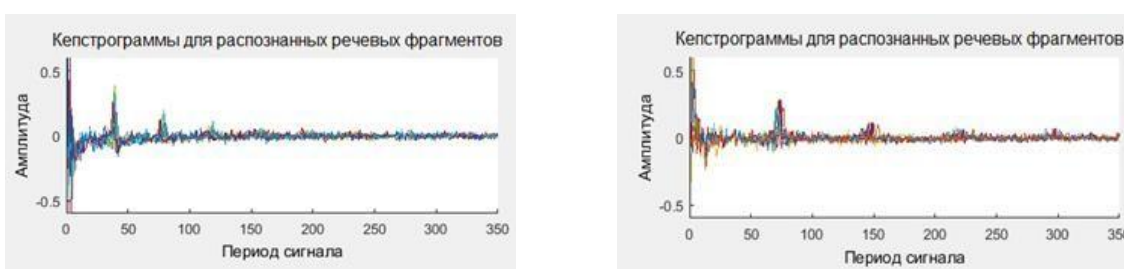 Кепстрограммы для распознанных речевых фрагментов
0.5
0
-0.5
Амплитуда
0 50 100 150 200 250 300 350
Период сигнала
Кепстрограммы для распознанных речевых фрагментов
0.5
0
-0.5
Амплитуда
0 50 100 150 200 250 300 35
Период сигнала